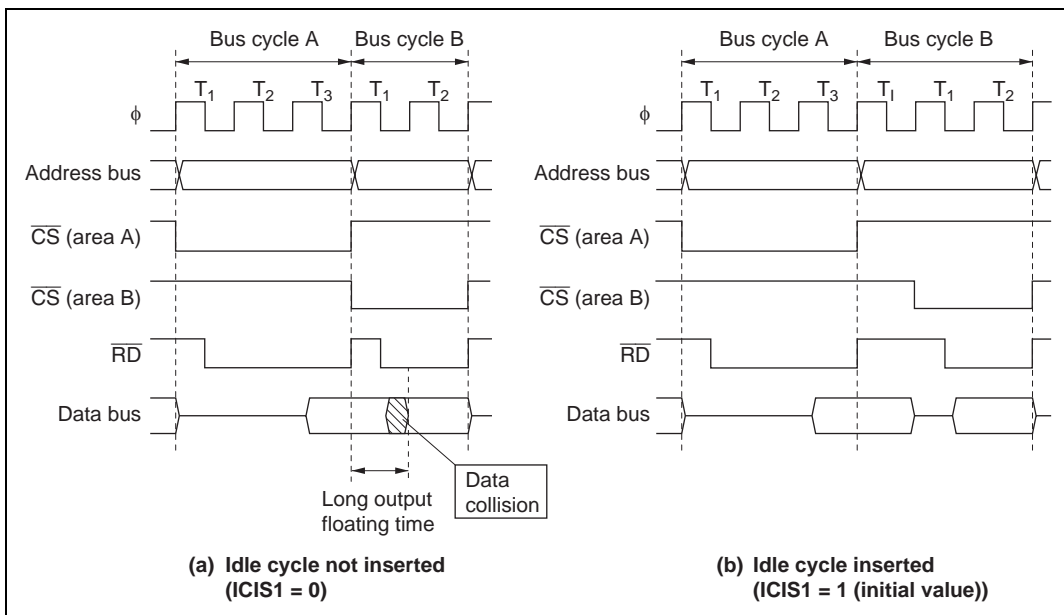 Bus cycle A Bus cycle B
T1 T2 T3 T1 T2
ϕ
Address bus
CS (area A)
CS (area B)
RD
Data bus
Long output
floating time
Data
collision
(a) Idle cycle not inserted
(ICIS1 = 0)
Bus cycle A Bus cycle B
T1 T2 T3 TI T1 T2
ϕ
Address bus
CS (area A)
CS (area B)
RD
Data bus
(b) Idle cycle inserted
(ICIS1 = 1 (initial value))